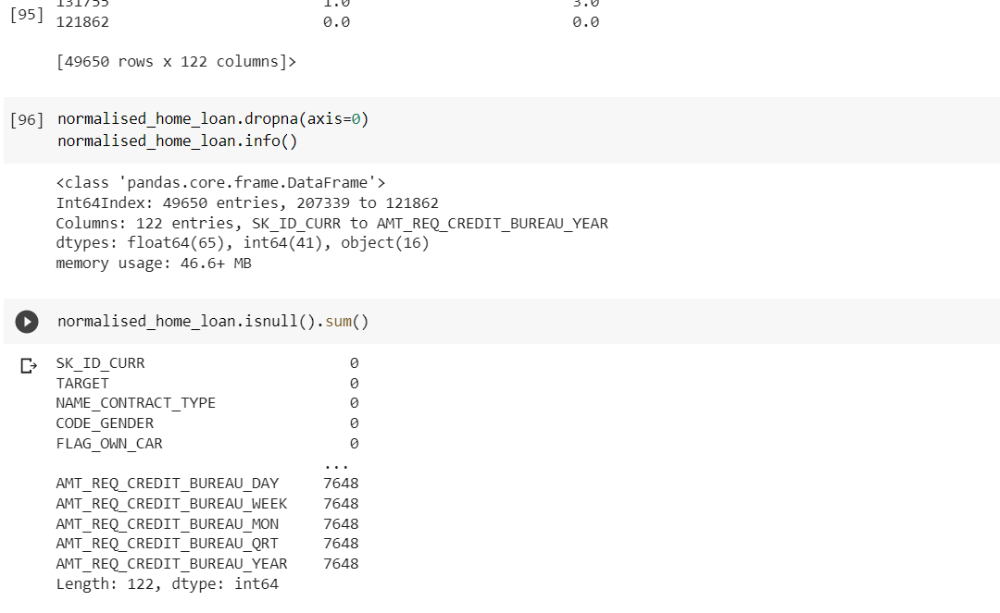 [95] 131755 1.0 3.0
121862 0.0 0.0
[49650 rows x 122 columns]>
[96] normalised_home_loan.dropna(axis=0)
normalised_home_loan.info()
<class 'pandas.core.frame.DataFrame'>
Int64Index: 49650 entries, 207339 to 121862
Columns: 122 entries, SK_ID_CURR to AMT_REQ_CREDIT_BUREAU_YEAR
dtypes: float64(65), int64(41), object(16)
memory usage: 46.6+ MB
normalised_home_loan.isnull().sum()
SK_ID_CURR 0
TARGET 0
NAME_CONTRACT_TYPE 0
CODE_GENDER 0
FLAG_OWN_CAR 0
...
AMT_REQ_CREDIT_BUREAU_DAY 7648
AMT_REQ_CREDIT_BUREAU_WEEK 7648
AMT_REQ_CREDIT_BUREAU_MON 7648
AMT_REQ_CREDIT_BUREAU_QRT 7648
AMT_REQ_CREDIT_BUREAU_YEAR 7648
Length: 122, dtype: int64